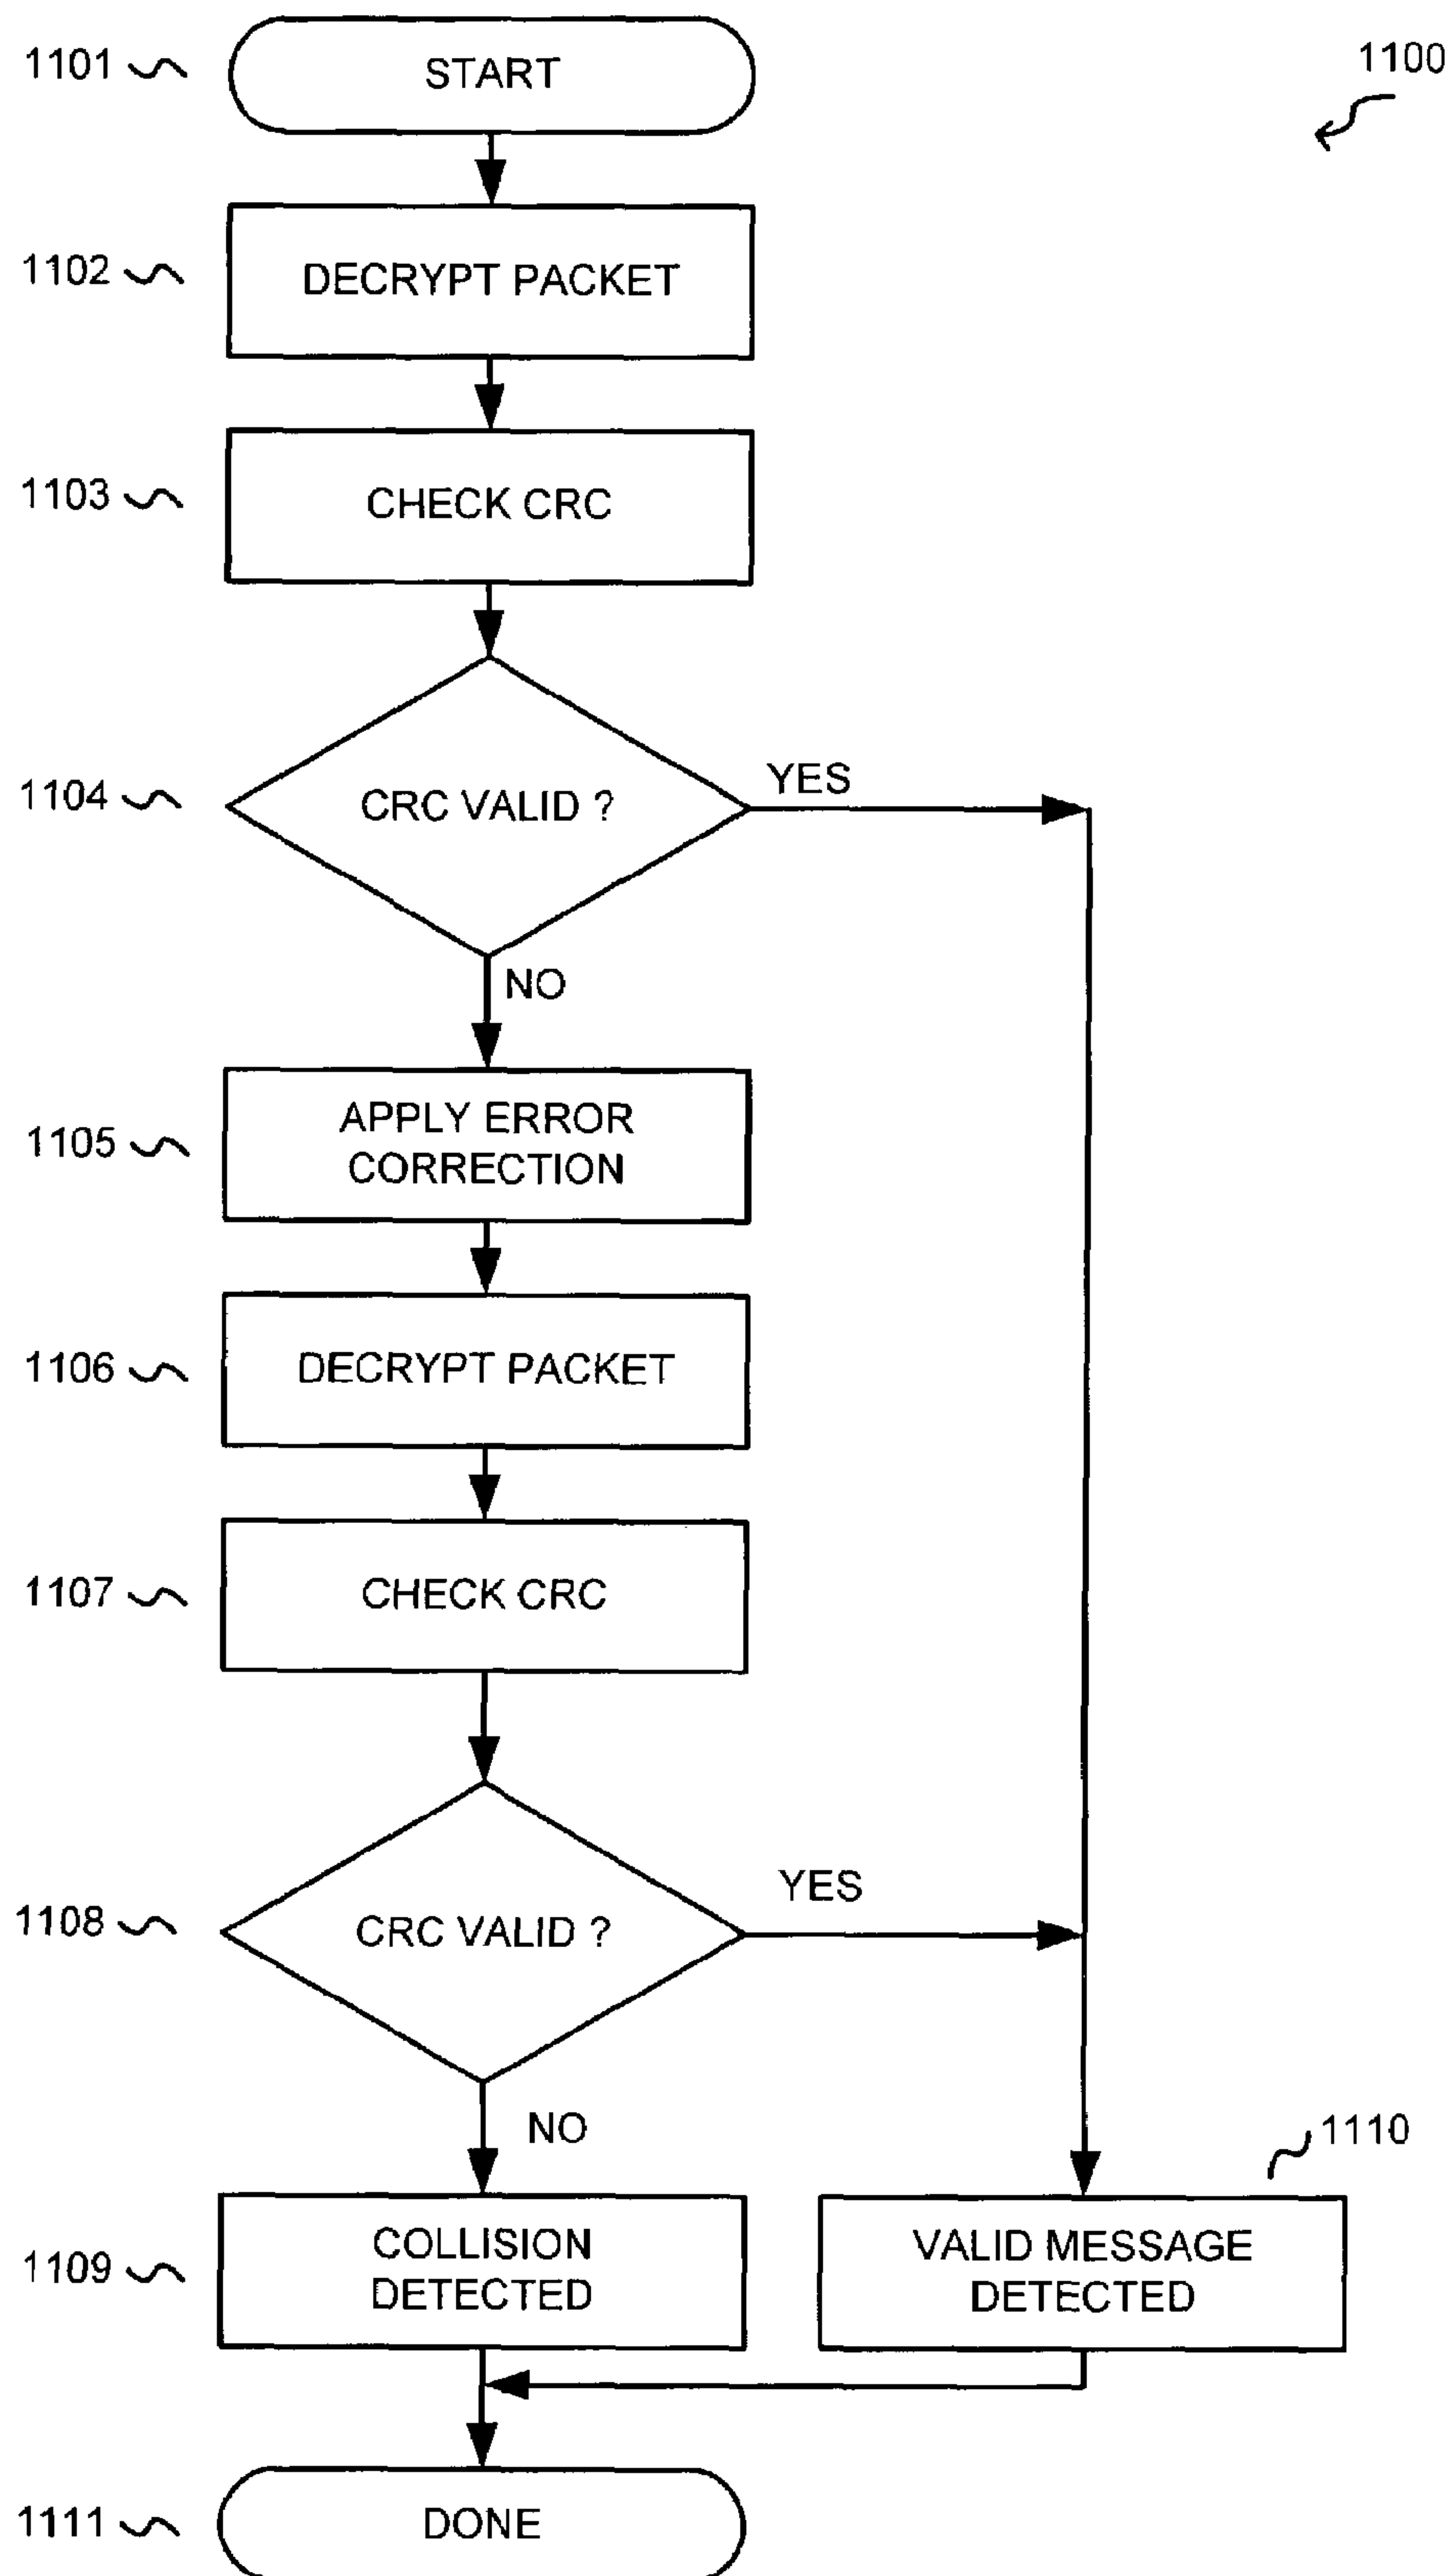 1101 START
1100
1102 DECRYPT PACKET
1103 CHECK CRC
1104 CRC VALID ?
YES
NO
1105 APPLY ERROR
CORRECTION
1106 DECRYPT PACKET
1107 CHECK CRC
1108 CRC VALID ?
YES
NO
1109 COLLISION
DETECTED
1110
VALID MESSAGE
DETECTED
1111 DONE